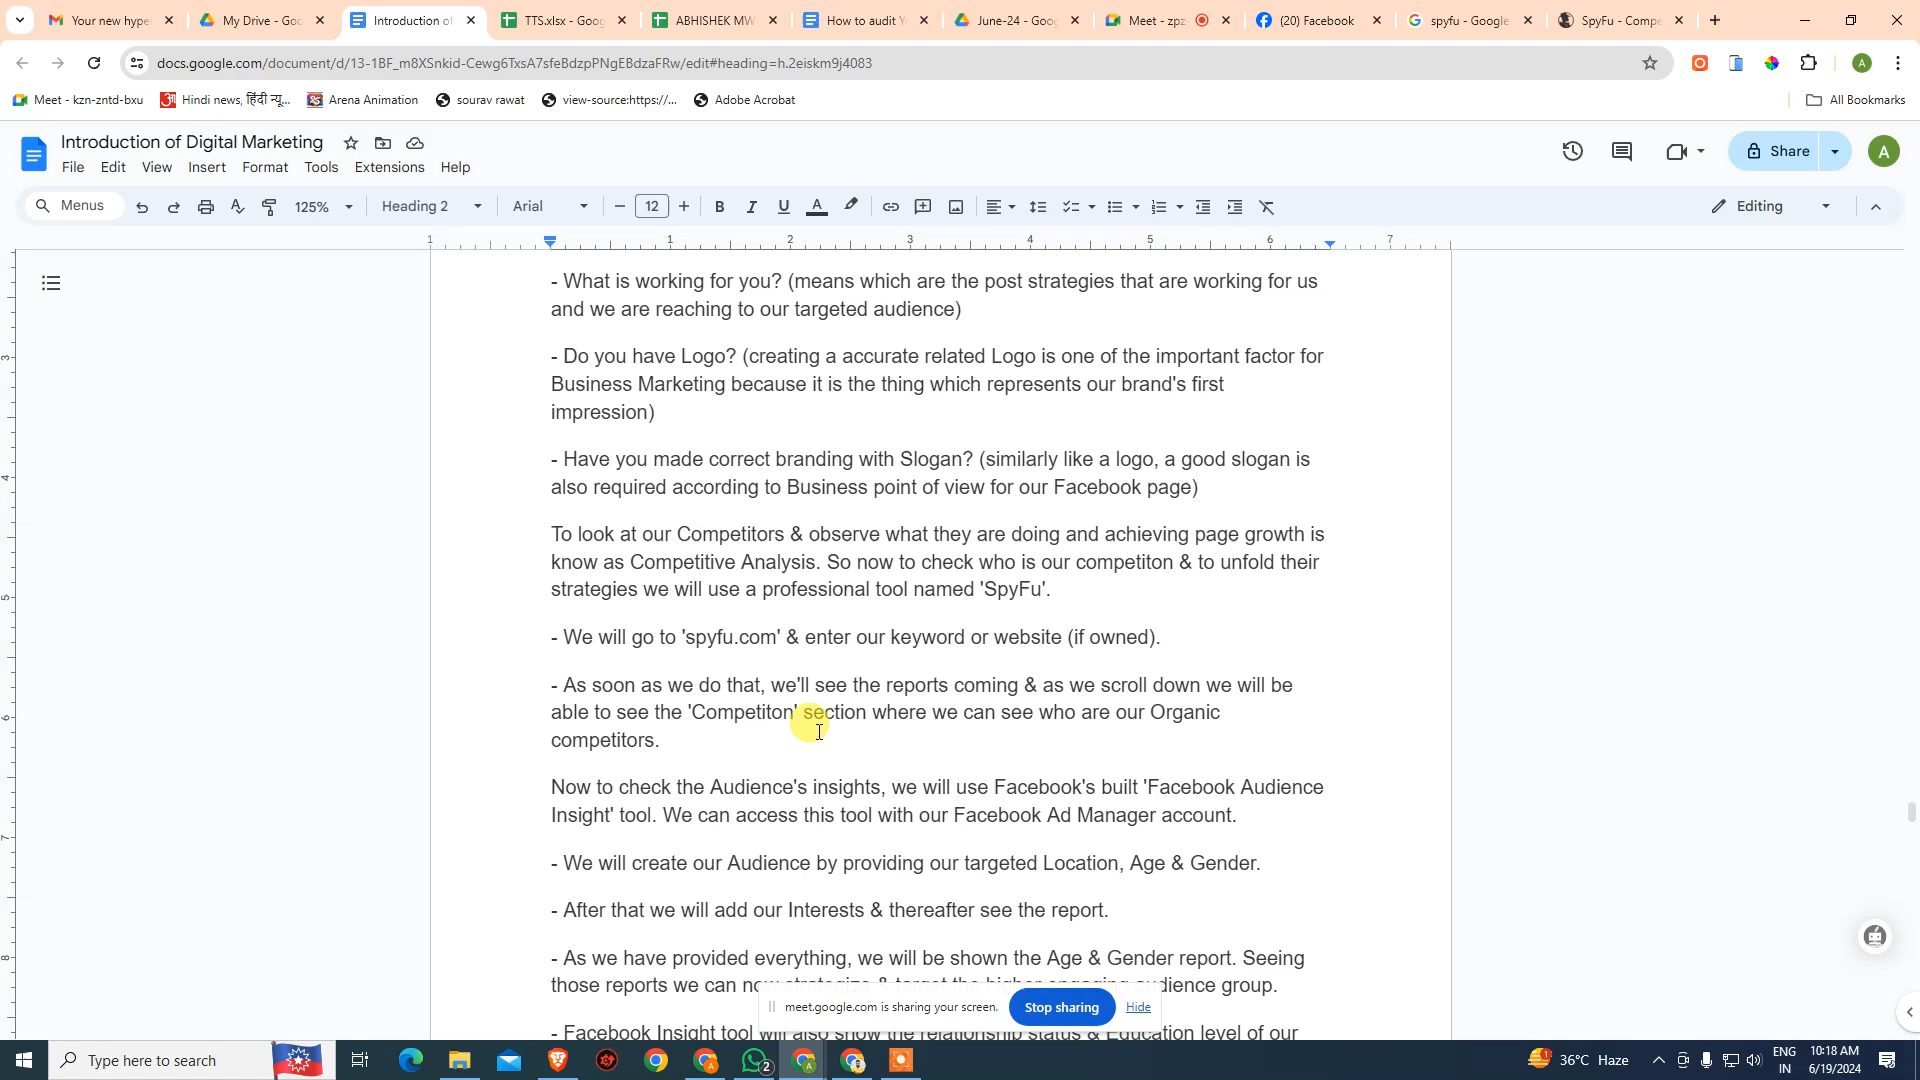 Your new hype
My Drive - Goo
Introduction of
TTS.xlsx - Goog
ABHISHEK MW
How to audit Y
June-24 - Goog
Meet - zpz-
(20) Facebook
spyfu - Google
SpyFu - Compe
docs.google.com/document/d/13-1BF_m8XSnkid-Cewg6TxsA7sfeBdzpPNgEBdzaFRw/edit#heading=h.2eiskm9j4083
A
Meet - kzn-zntd-bxu
Hindi news, हिंदी न्यू...
Arena Animation
sourav rawat
view-source:https://...
Adobe Acrobat
All Bookmarks
Introduction of Digital Marketing
File Edit View Insert Format Tools Extensions Help
Share
A
Menus
125%
Heading 2
Arial
12
B I U A
Editing
1 1 2 3 4 5 6 7
- What is working for you? (means which are the post strategies that are working for us
and we are reaching to our targeted audience)
3
- Do you have Logo? (creating a accurate related Logo is one of the important factor for
Business Marketing because it is the thing which represents our brand's first
impression)
- Have you made correct branding with Slogan? (similarly like a logo, a good slogan is
4
also required according to Business point of view for our Facebook page)
To look at our Competitors & observe what they are doing and achieving page growth is
know as Competitive Analysis. So now to check who is our competiton & to unfold their
strategies we will use a professional tool named 'SpyFu'.
5
- We will go to 'spyfu.com' & enter our keyword or website (if owned).
- As soon as we do that, we'll see the reports coming & as we scroll down we will be
able to see the 'Competiton' section where we can see who are our Organic
6
competitors.
Now to check the Audience's insights, we will use Facebook's built 'Facebook Audience
Insight' tool. We can access this tool with our Facebook Ad Manager account.
7
- We will create our Audience by providing our targeted Location, Age & Gender.
- After that we will add our Interests & thereafter see the report.
- As we have provided everything, we will be shown the Age & Gender report. Seeing
8
those reports we can now strategize & target the higher engaging audience group.
meet.google.com is sharing your screen.
Stop sharing
Hide
- Facebook Insight tool will also show the relationship status & Education level of our
Type here to search
2
1
36°C Haze
ENG
IN
10:18 AM
6/19/2024